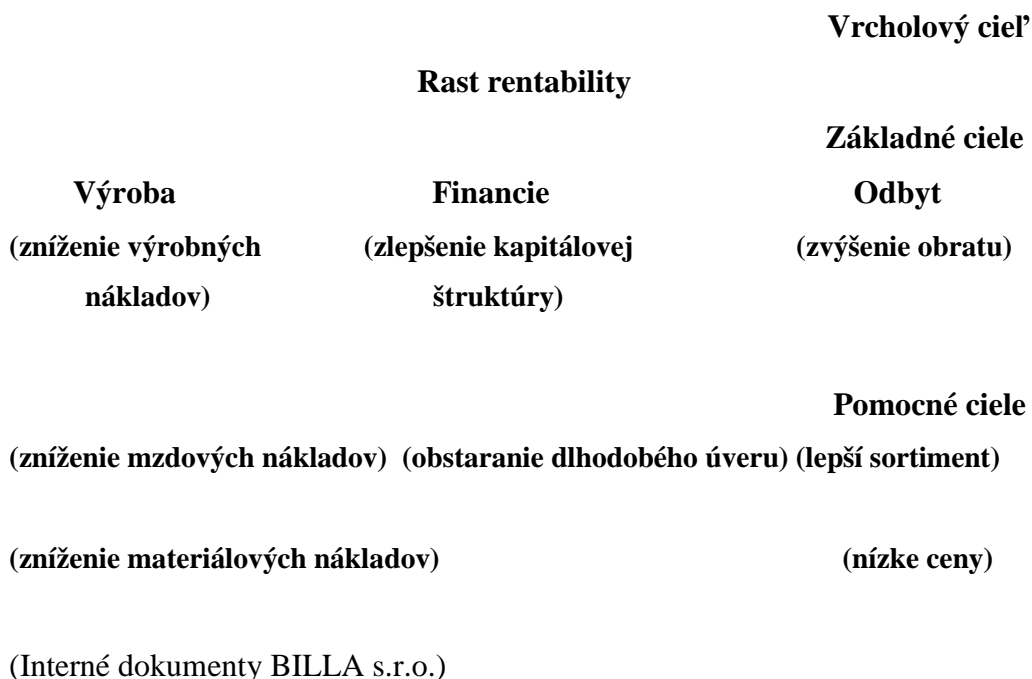 Vrcholový cieľ
Rast rentability
Základné ciele
Výroba Financie Odbyt
(zníženie výrobných (zlepšenie kapitálovej (zvýšenie obratu)
nákladov) štruktúry)
Pomocné ciele
(zníženie mzdových nákladov) (obstaranie dlhodobého úveru) (lepší sortiment)
(zníženie materiálových nákladov) (nízke ceny)
(Interné dokumenty BILLA s.r.o.)